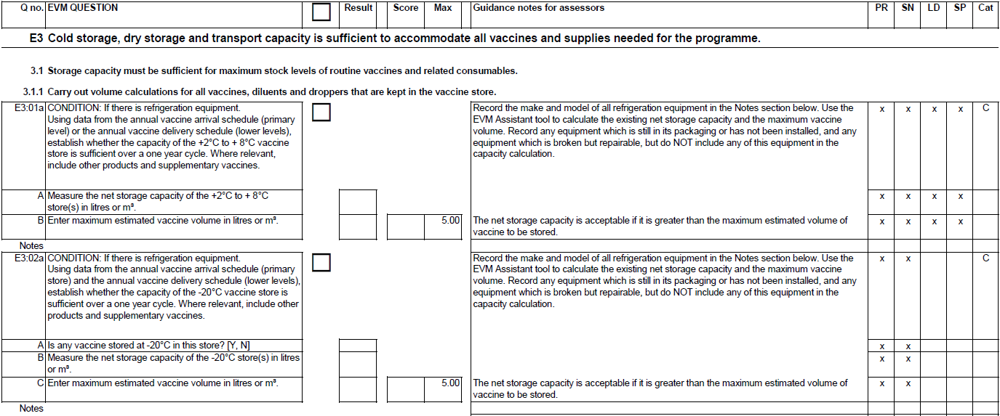 Q no. EVM QUESTION Result Score Max Guidance notes for assessors PR SN LD SP Cat
E3 Cold storage, dry storage and transport capacity is sufficient to accommodate all vaccines and supplies needed for the programme.
3.1 Storage capacity must be sufficient for maximum stock levels of routine vaccines and related consumables.
3.1.1 Carry out volume calculations for all vaccines, diluents and droppers that are kept in the vaccine store.
E3:01a CONDITION: If there is refrigeration equipment.
Using data from the annual vaccine arrival schedule (primary
level) or the annual vaccine delivery schedule (lower levels),
establish whether the capacity of the +2°C to + 8°C vaccine
store is sufficient over a one year cycle. Where relevant,
include other products and supplementary vaccines.
Record the make and model of all refrigeration equipment in the Notes section below. Use the
EVM Assistant tool to calculate the existing net storage capacity and the maximum vaccine
volume. Record any equipment which is still in its packaging or has not been installed, and any
equipment which is broken but repairable, but do NOT include any of this equipment in the
capacity calculation.
x x x x C
A Measure the net storage capacity of the +2°C to + 8°C
store(s) in litres or m³.
x x x x
B Enter maximum estimated vaccine volume in litres or m³. 5.00
The net storage capacity is acceptable if it is greater than the maximum estimated volume of
vaccine to be stored.
x x x x
Notes
E3:02a CONDITION: If there is refrigeration equipment.
Using data from the annual vaccine arrival schedule (primary
store) and the annual vaccine delivery schedule (lower levels),
establish whether the capacity of the -20°C vaccine store is
sufficient over a one year cycle. Where relevant, include other
products and supplementary vaccines.
Record the make and model of all refrigeration equipment in the Notes section below. Use the
EVM Assistant tool to calculate the existing net storage capacity and the maximum vaccine
volume. Record any equipment which is still in its packaging or has not been installed, and any
equipment which is broken but repairable, but do NOT include any of this equipment in the
capacity calculation.
x x C
A Is any vaccine stored at -20°C in this store? [Y, N] x x
B Measure the net storage capacity of the -20°C store(s) in litres
or m³.
x x
C Enter maximum estimated vaccine volume in litres or m³. 5.00
The net storage capacity is acceptable if it is greater than the maximum estimated volume of
vaccine to be stored.
x x
Notes